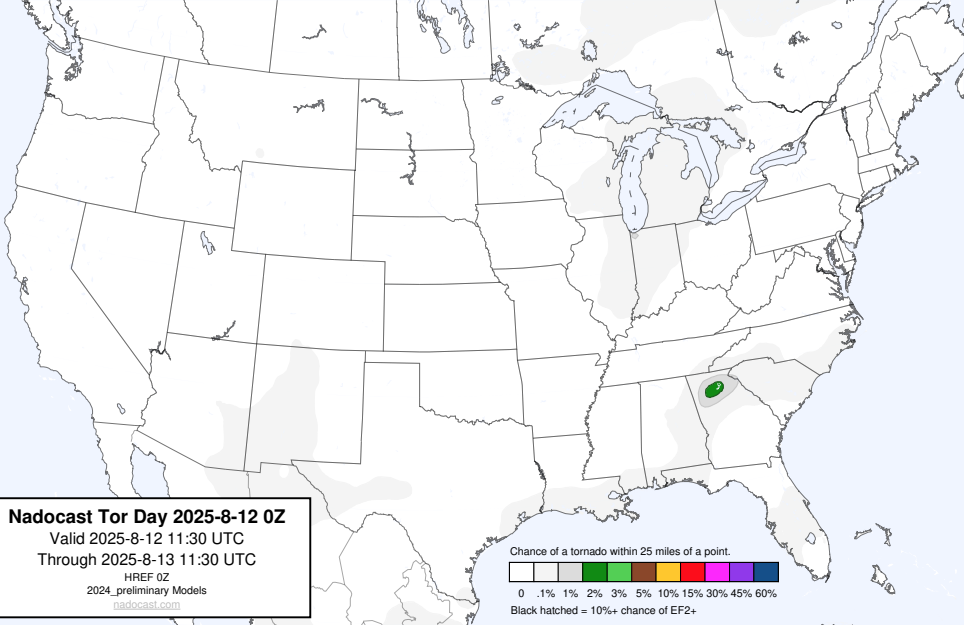 Nadocast Tor Day 2025-8-12 0Z
Valid 2025-8-12 11:30 UTC
Through 2025-8-13 11:30 UTC
HREF 0Z
2024_preliminary Models
nadocast.com
Chance of a tornado within 25 miles of a point.
0 .1% 1% 2% 3% 5% 10% 15% 30% 45% 60%
Black hatched = 10%+ chance of EF2+